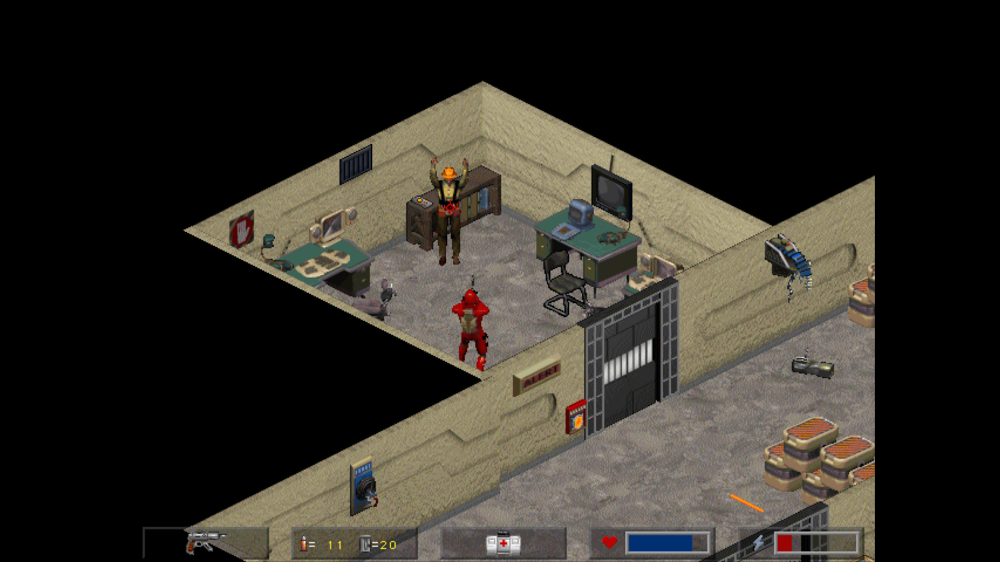 ALERT
= 11 =20